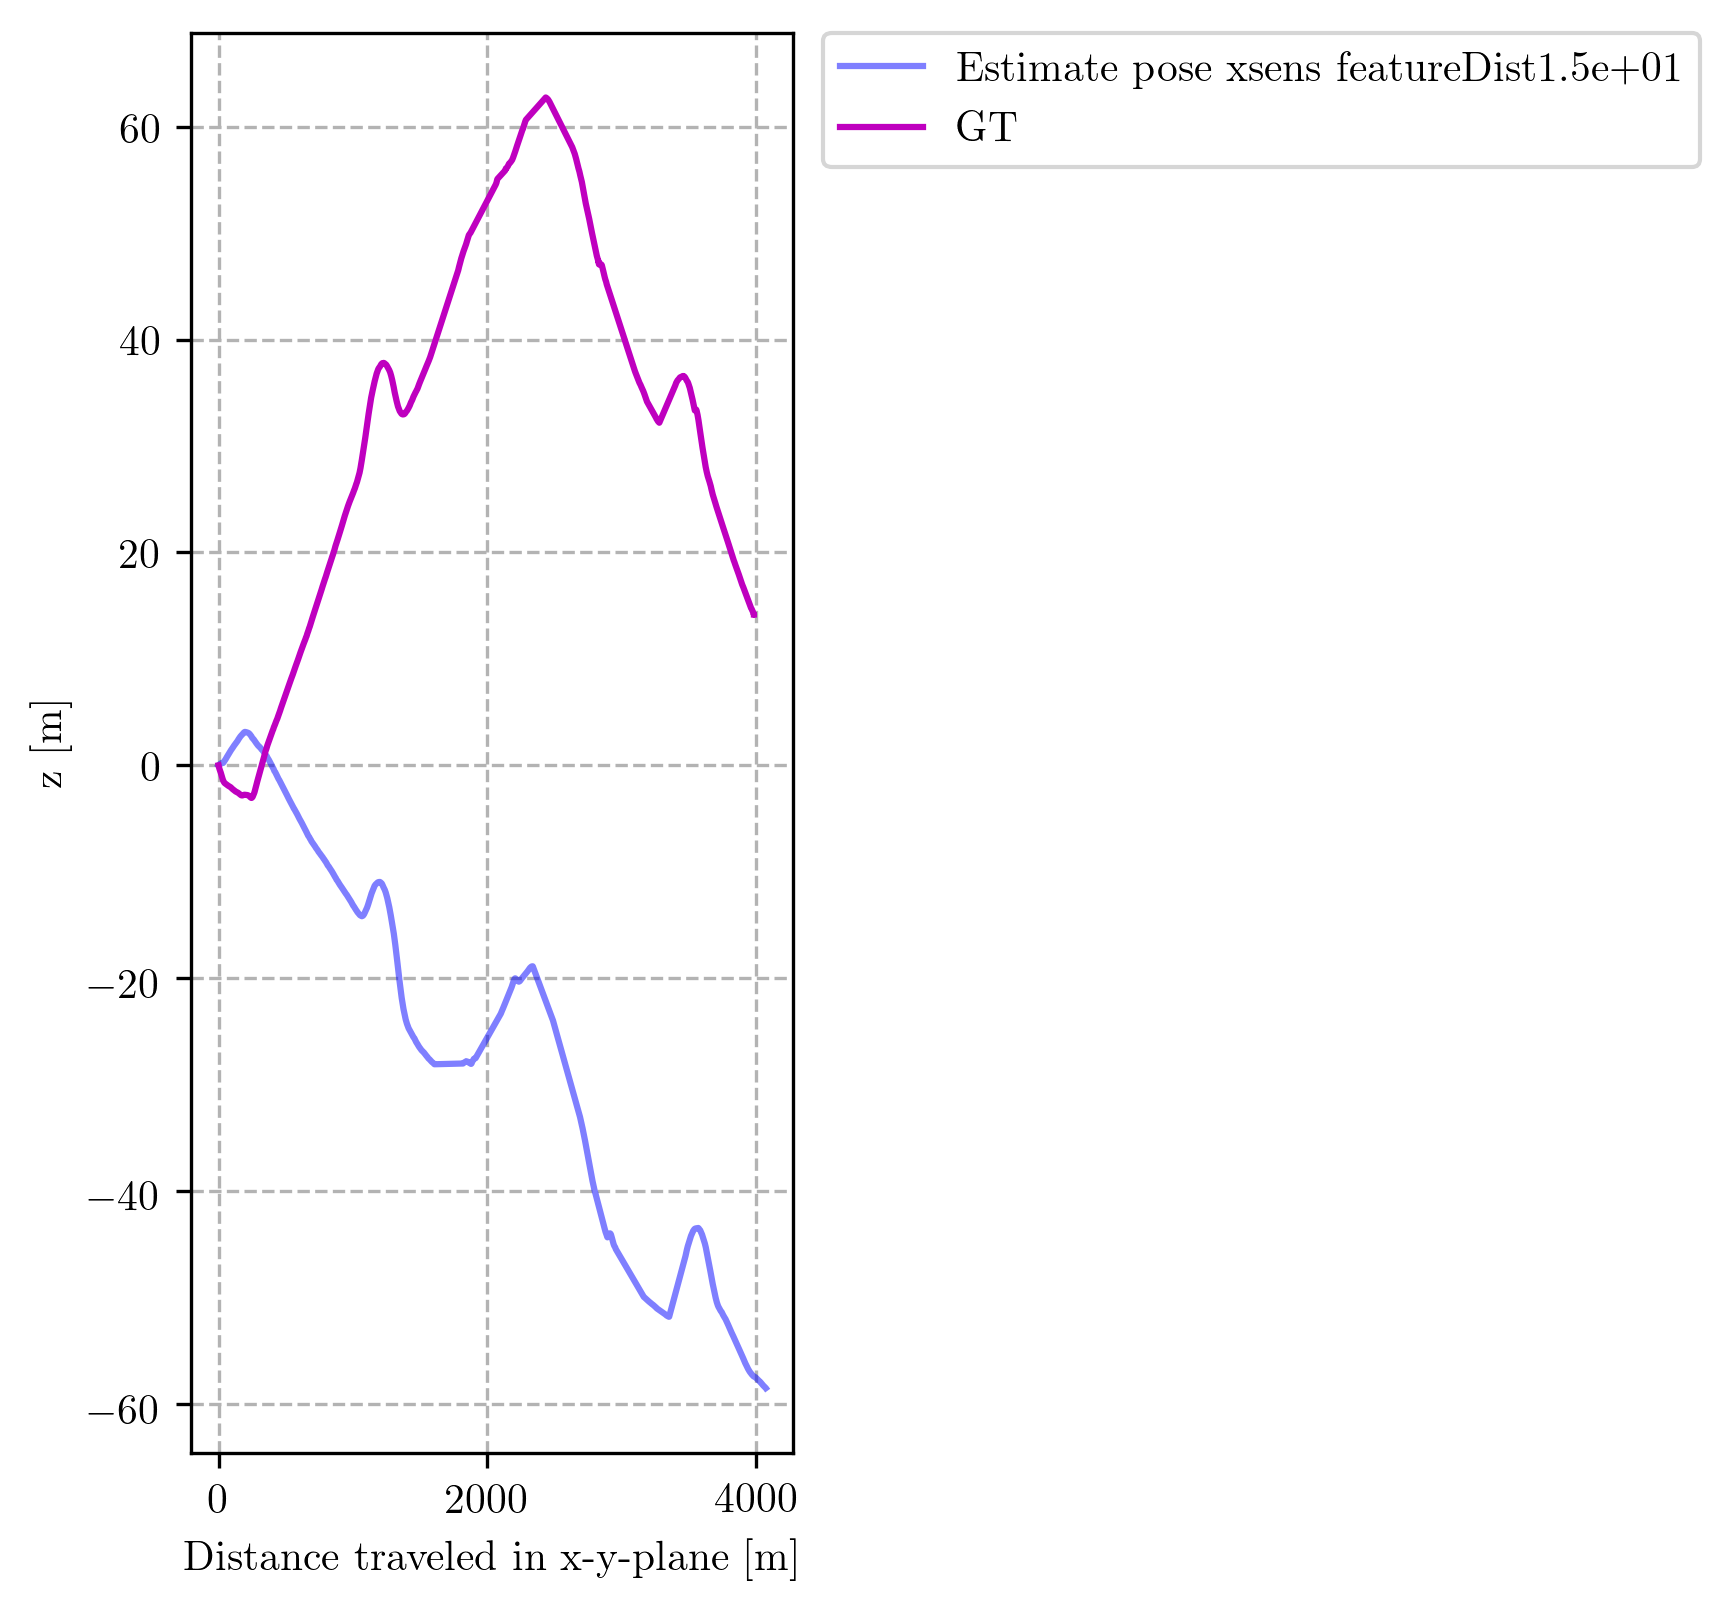 Estimate pose xsens featureDist1.5e+01
GT
60
40
20
0
−20
−40
−60
z [m]
0 2000 4000
Distance traveled in x-y-plane [m]